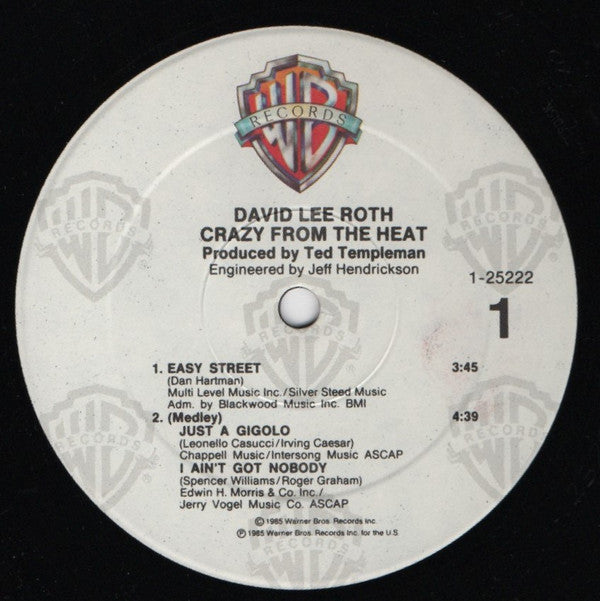 WB
RECORDS
DAVID LEE ROTH
CRAZY FROM THE HEAT
Produced by Ted Templeman
Engineered by Jeff Hendrickson
1-25222
1
1. EASY STREET 3:45
(Dan Hartman)
Multi Level Music Inc./Silver Steed Music
Adm. by Blackwood Music Inc. BMI
2. (Medley) 4:39
JUST A GIGOLO
(Leonello Casucci/Irving Caesar)
Chappell Music/Intersong Music ASCAP
I AIN'T GOT NOBODY
(Spencer Williams/Roger Graham)
Edwin H. Morris & Co. Inc./
Jerry Vogel Music Co. ASCAP
©1985 Warner Bros. Records Inc.
℗1985 Warner Bros. Records Inc. for the U.S.